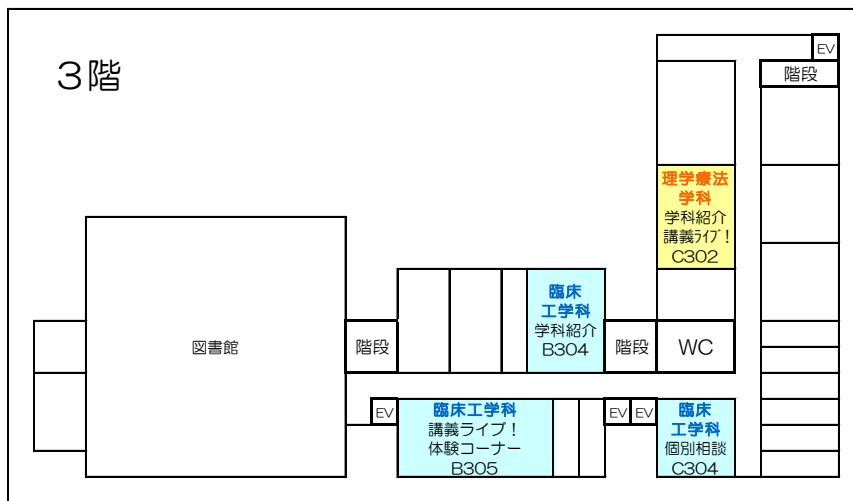 3階
EV
階段
理学療法
学科
学科紹介
講義ﾗｲﾌﾞ!
C302
臨床
工学科
学科紹介
B304
図書館
階段
階段
WC
EV
臨床工学科
講義ライブ！
体験コーナー
B305
EV
EV
臨床
工学科
個別相談
C304